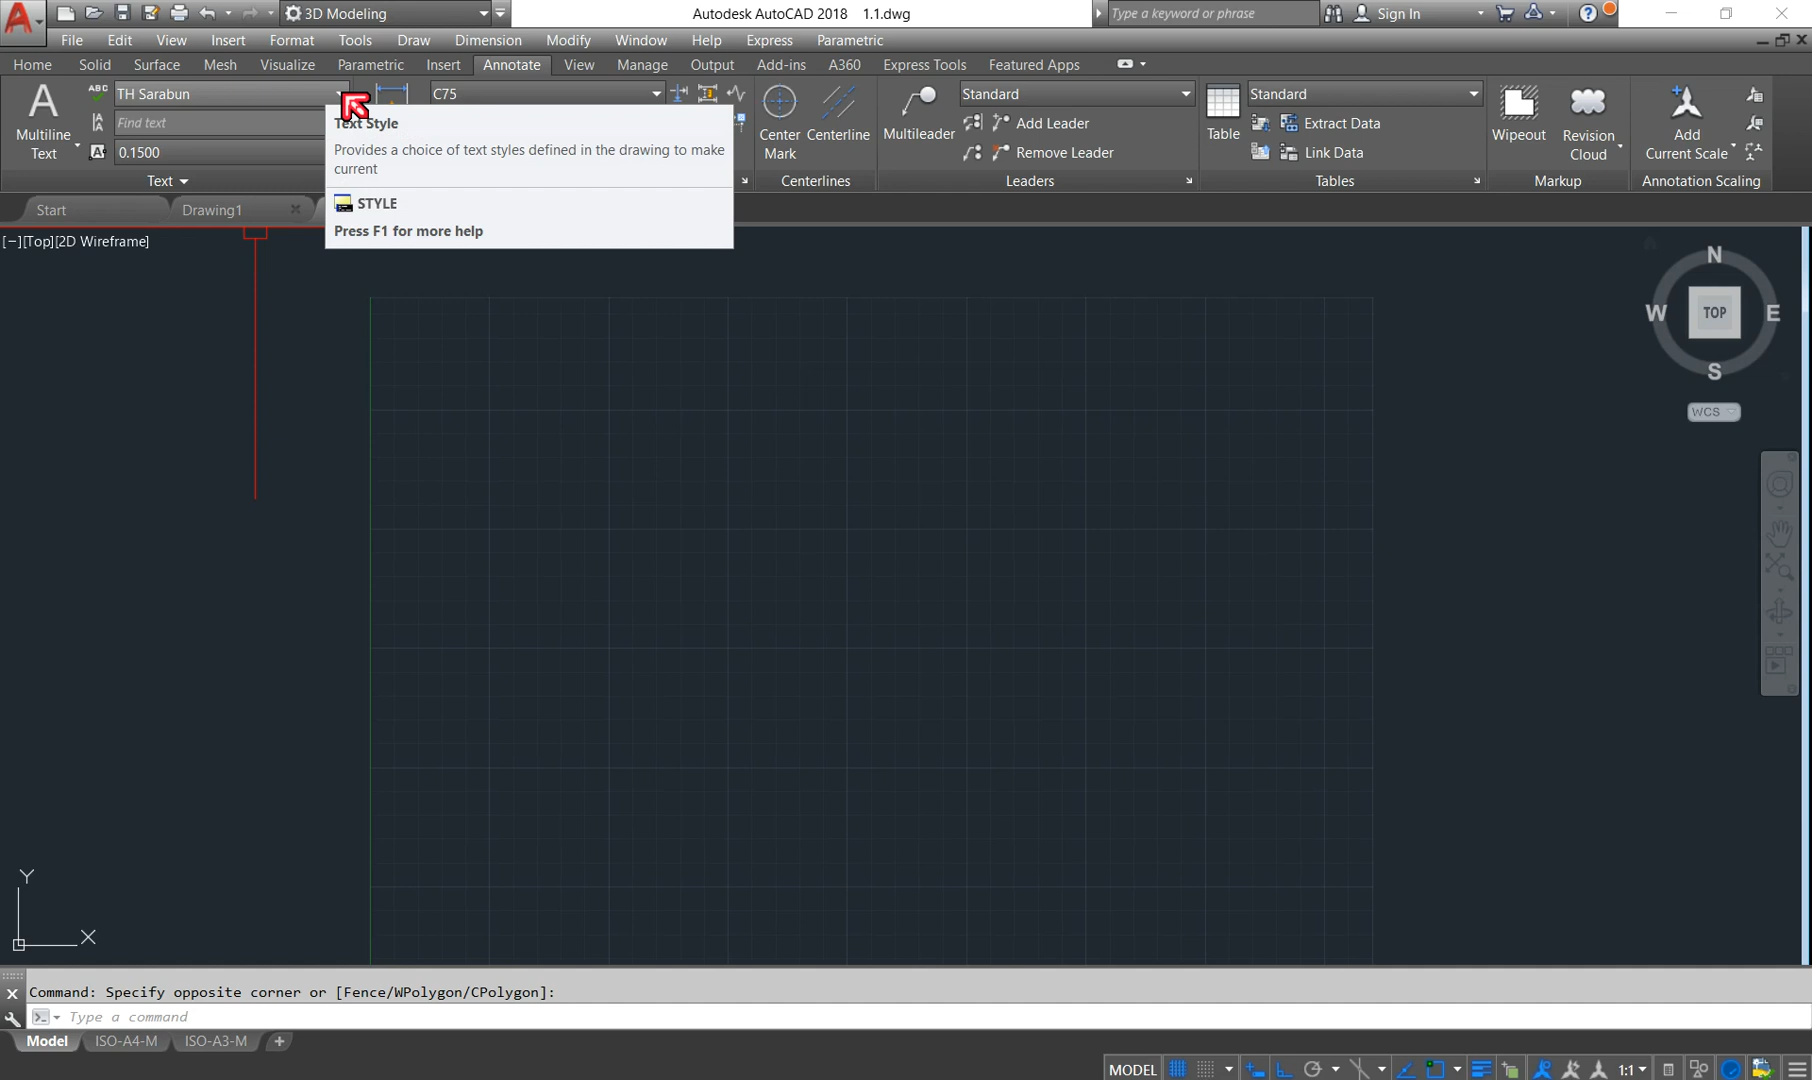 3D Modeling
Autodesk AutoCAD 2018 1.1.dwg
Type a keyword or phrase
Sign In
File Edit View Insert Format Tools Draw Dimension Modify Window Help Express Parametric
Home Solid Surface Mesh Visualize Parametric Insert Annotate View Manage Output Add-ins A360 Express Tools Featured Apps
TH Sarabun
C75
Standard
Standard
Multiline
Text
Find text
0.1500
Text
Text Style
Provides a choice of text styles defined in the drawing to make
current
STYLE
Press F1 for more help
Center
Mark
Centerline
Centerlines
Multileader
Add Leader
Remove Leader
Leaders
Table
Extract Data
Link Data
Tables
Wipeout
Revision
Cloud
Markup
Add
Current Scale
Annotation Scaling
Start
Drawing1
[−][Top][2D Wireframe]
N
W
TOP
E
S
WCS
Y
X
Command: Specify opposite corner or [Fence/WPolygon/CPolygon]:
Type a command
Model ISO-A4-M ISO-A3-M +
MODEL
1:1